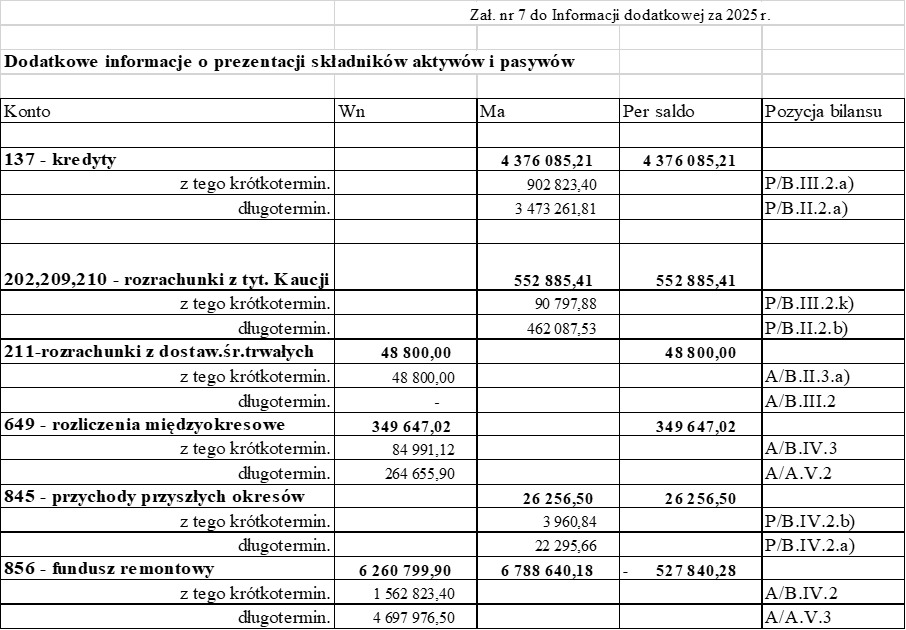 Zał. nr 7 do Informacji dodatkowej za 2025 r.
Dodatkowe informacje o prezentacji składników aktywów i pasywów
Konto Wn Ma Per saldo Pozycja bilansu
137 - kredyty 4 376 085,21 4 376 085,21
z tego krótkotermin. 902 823,40 P/B.III.2.a)
długotermin. 3 473 261,81 P/B.II.2.a)
202,209,210 - rozrachunki z tyt. Kaucji 552 885,41 552 885,41
z tego krótkotermin. 90 797,88 P/B.III.2.k)
długotermin. 462 087,53 P/B.II.2.b)
211-rozrachunki z dostaw.śr.trwałych 48 800,00 48 800,00
z tego krótkotermin. 48 800,00 A/B.II.3.a)
długotermin. - A/B.III.2
649 - rozliczenia międzyokresowe 349 647,02 349 647,02
z tego krótkotermin. 84 991,12 A/B.IV.3
długotermin. 264 655,90 A/A.V.2
845 - przychody przyszłych okresów 26 256,50 26 256,50
z tego krótkotermin. 3 960,84 P/B.IV.2.b)
długotermin. 22 295,66 P/B.IV.2.a)
856 - fundusz remontowy 6 260 799,90 6 788 640,18 - 527 840,28
z tego krótkotermin. 1 562 823,40 A/B.IV.2
długotermin. 4 697 976,50 A/A.V.3